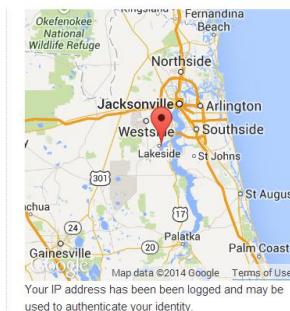 Kingsland
Fernandina
Beach
Okefenokee
National
Wildlife Refuge
Northside
Jacksonville
Arlington
Westside
Southside
Lakeside
St Johns
301
St Augus
chua
17
24
Gainesville
Palatka
20
Palm Coast
Google
Map data ©2014 Google
Terms of Use
Your IP address has been been logged and may be
used to authenticate your identity.